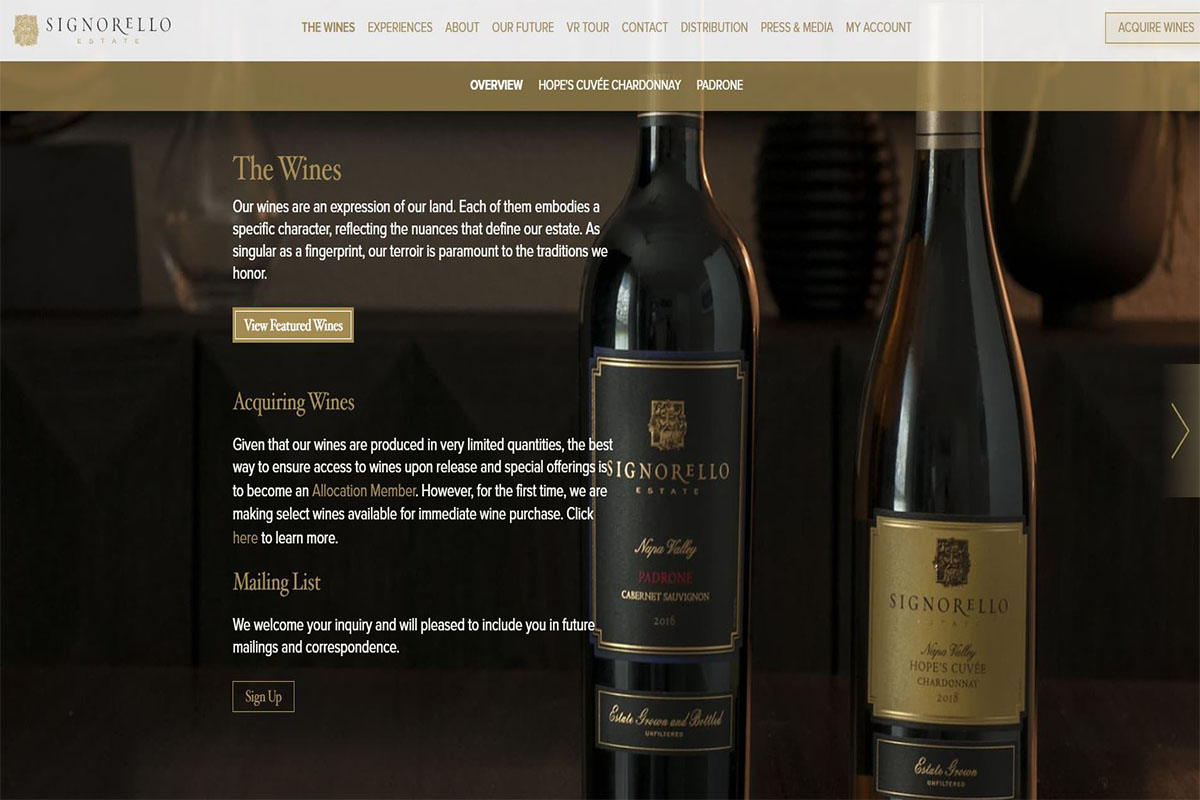 SIGNORELLO
ESTATE
THE WINES EXPERIENCES ABOUT OUR FUTURE VR TOUR CONTACT DISTRIBUTION PRESS & MEDIA MY ACCOUNT
ACQUIRE WINES
OVERVIEW HOPE'S CUVÉE CHARDONNAY PADRONE
The Wines
Our wines are an expression of our land. Each of them embodies a
specific character, reflecting the nuances that define our estate. As
singular as a fingerprint, our terroir is paramount to the traditions we
honor.
View Featured Wines
Acquiring Wines
Given that our wines are produced in very limited quantities, the best
way to ensure access to wines upon release and special offerings is
to become an Allocation Member. However, for the first time, we are
making select wines available for immediate wine purchase. Click
here to learn more.
Mailing List
We welcome your inquiry and will pleased to include you in future
mailings and correspondence.
Sign Up
SIGNORELLO
ESTATE
Napa Valley
PADRONE
CABERNET SAUVIGNON
2016
Estate Grown and Bottled
UNFILTERED
SIGNORELLO
ESTATE
Napa Valley
HOPE'S CUVÉE
CHARDONNAY
2018
Estate Grown
UNFILTERED